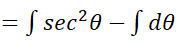 = ∫ sec²θ − ∫ dθ